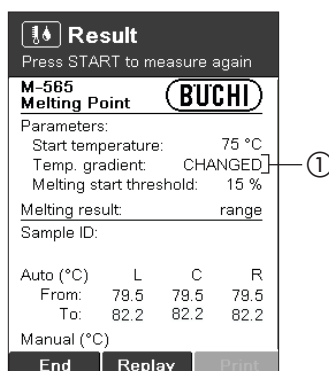 Result
Press START to measure again
M-565
Melting Point
BÜCHI
Parameters:
Start temperature: 75 °C
Temp. gradient: CHANGED
Melting start threshold: 15 %
Melting result: range
Sample ID:
Auto (°C) L C R
From: 79.5 79.5 79.5
To: 82.2 82.2 82.2
Manual (°C)
End Replay Print
1